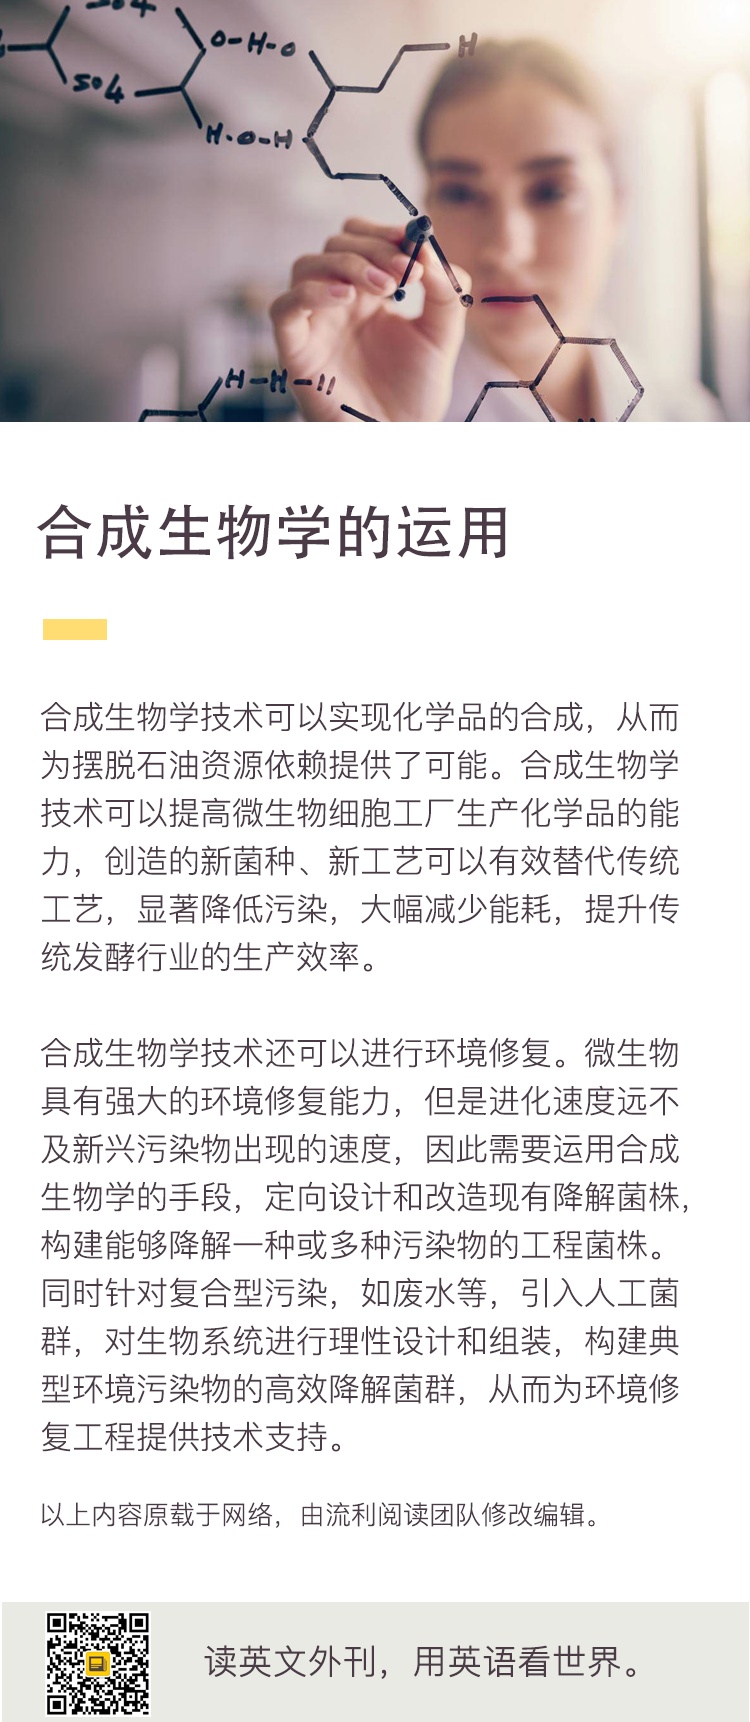 SO4
O-H-O
H
SO4
H-O-H
H-H-11
合成生物学的运用
合成生物学技术可以实现化学品的合成，从而
为摆脱石油资源依赖提供了可能。合成生物学
技术可以提高微生物细胞工厂生产化学品的能
力，创造的新菌种、新工艺可以有效替代传统
工艺，显著降低污染，大幅减少能耗，提升传
统发酵行业的生产效率。
合成生物学技术还可以进行环境修复。微生物
具有强大的环境修复能力，但是进化速度远不
及新兴污染物出现的速度，因此需要运用合成
生物学的手段，定向设计和改造现有降解菌株，
构建能够降解一种或多种污染物的工程菌株。
同时针对复合型污染，如废水等，引入人工菌
群，对生物系统进行理性设计和组装，构建典
型环境污染物的高效降解菌群，从而为环境修
复工程提供技术支持。
以上内容原载于网络，由流利阅读团队修改编辑。
读英文外刊，用英语看世界。